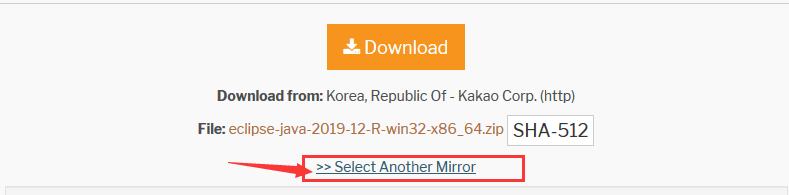 Download
Download from: Korea, Republic Of - Kakao Corp. (http)
File: eclipse-java-2019-12-R-win32-x86_64.zip SHA-512
>> Select Another Mirror